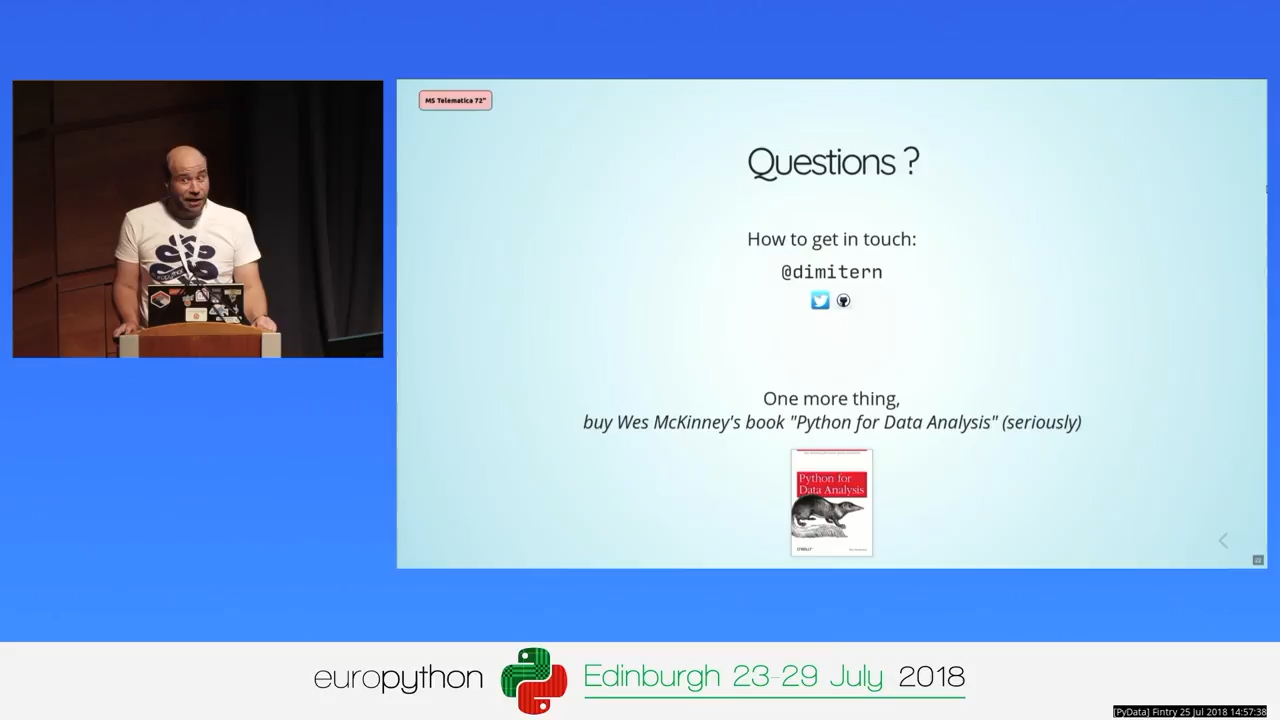 MS Telematica 72"
Questions ?
How to get in touch:
@dimitern
One more thing,
buy Wes McKinney's book "Python for Data Analysis" (seriously)
Python for
Data Analysis
O'REILLY
europython
europython
Edinburgh 23-29 July 2018
[PyData] Fintry 25 Jul 2018 14:57:38